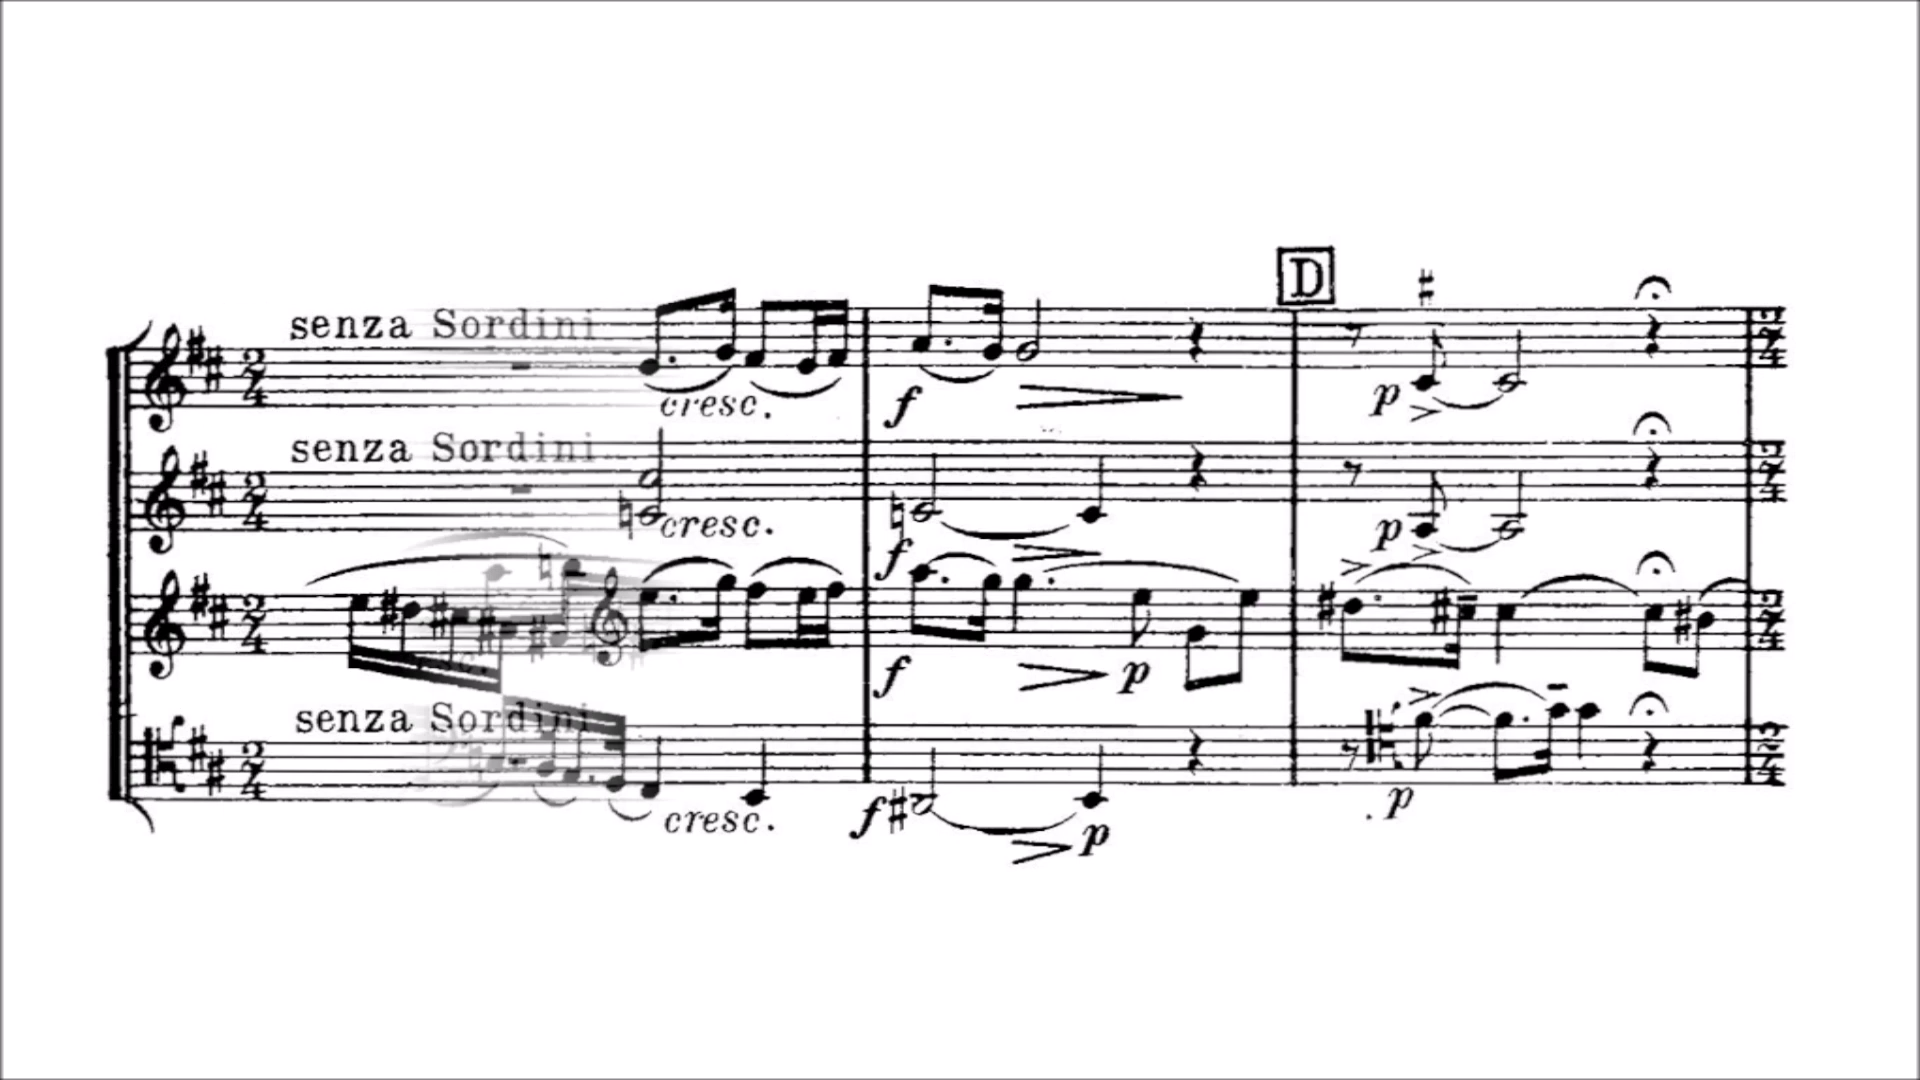 D
senza Sordini
cresc.
f
p
senza Sordini
cresc.
f
p
f
p
senza Sordini
cresc.
f
p
p